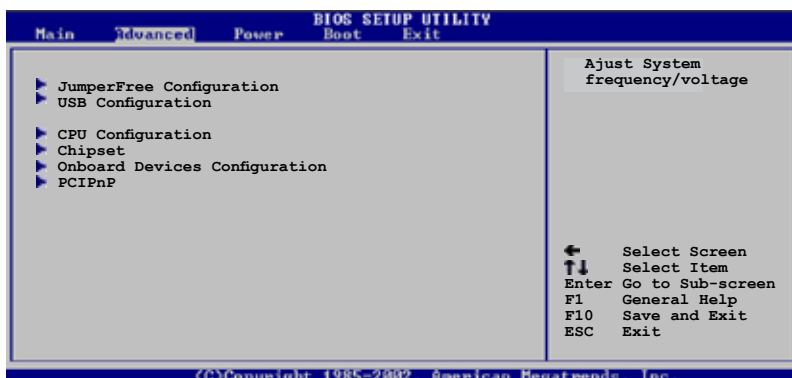 BIOS SETUP UTILITY
Main Advanced Power Boot Exit
JumperFree Configuration
USB Configuration
CPU Configuration
Chipset
Onboard Devices Configuration
PCIPnP
Ajust System
frequency/voltage
← Select Screen
↑↓ Select Item
Enter Go to Sub-screen
F1 General Help
F10 Save and Exit
ESC Exit
(C)Copyright 1985-2002, American Megatrends, Inc